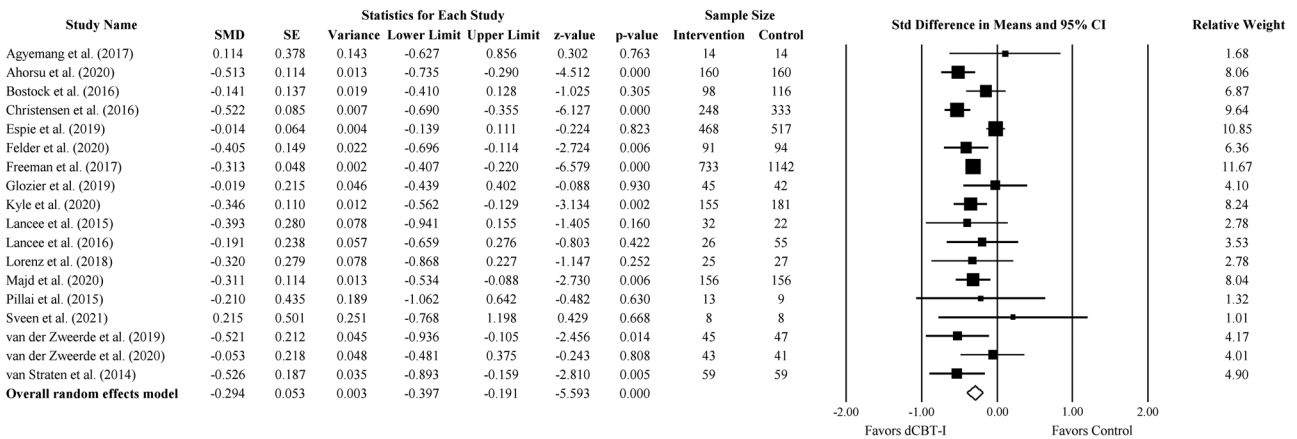 Study Name Statistics for Each Study Sample Size Std Difference in Means and 95% CI Relative Weight
SMD SE Variance Lower Limit Upper Limit z-value p-value Intervention Control
Agyemang et al. (2017) 0.114 0.378 0.143 -0.627 0.856 0.302 0.763 14 14 1.68
Ahorsu et al. (2020) -0.513 0.114 0.013 -0.735 -0.290 -4.512 0.000 160 160 8.06
Bostock et al. (2016) -0.141 0.137 0.019 -0.410 0.128 -1.025 0.305 98 116 6.87
Christensen et al. (2016) -0.522 0.085 0.007 -0.690 -0.355 -6.127 0.000 248 333 9.64
Espie et al. (2019) -0.014 0.064 0.004 -0.139 0.111 -0.224 0.823 468 517 10.85
Felder et al. (2020) -0.405 0.149 0.022 -0.696 -0.114 -2.724 0.006 91 94 6.36
Freeman et al. (2017) -0.313 0.048 0.002 -0.407 -0.220 -6.579 0.000 733 1142 11.67
Glozier et al. (2019) -0.019 0.215 0.046 -0.439 0.402 -0.088 0.930 45 42 4.10
Kyle et al. (2020) -0.346 0.110 0.012 -0.562 -0.129 -3.134 0.002 155 181 8.24
Lancee et al. (2015) -0.393 0.280 0.078 -0.941 0.155 -1.405 0.160 32 22 2.78
Lancee et al. (2016) -0.191 0.238 0.057 -0.659 0.276 -0.803 0.422 26 55 3.53
Lorenz et al. (2018) -0.320 0.279 0.078 -0.868 0.227 -1.147 0.252 25 27 2.78
Majd et al. (2020) -0.311 0.114 0.013 -0.534 -0.088 -2.730 0.006 156 156 8.04
Pillai et al. (2015) -0.210 0.435 0.189 -1.062 0.642 -0.482 0.630 13 9 1.32
Sveen et al. (2021) 0.215 0.501 0.251 -0.768 1.198 0.429 0.668 8 8 1.01
van der Zweerde et al. (2019) -0.521 0.212 0.045 -0.936 -0.105 -2.456 0.014 45 47 4.17
van der Zweerde et al. (2020) -0.053 0.218 0.048 -0.481 0.375 -0.243 0.808 43 41 4.01
van Straten et al. (2014) -0.526 0.187 0.035 -0.893 -0.159 -2.810 0.005 59 59 4.90
Overall random effects model -0.294 0.053 0.003 -0.397 -0.191 -5.593 0.000
-2.00 -1.00 0.00 1.00 2.00
Favors dCBT-I Favors Control